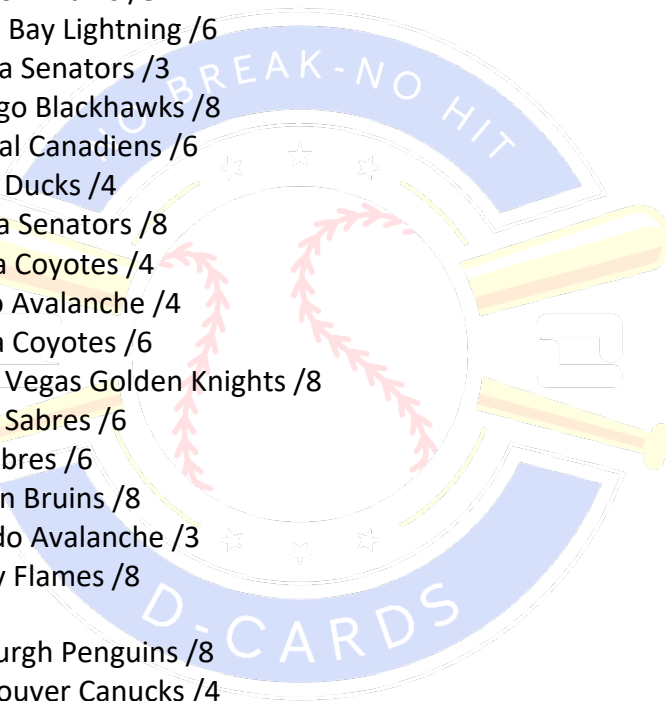 Bay Lightning /6
a Senators /3
go Blackhawks /8
al Canadiens /6
Ducks /4
a Senators /8
a Coyotes /4
o Avalanche /4
a Coyotes /6
Vegas Golden Knights /8
Sabres /6
bres /6
n Bruins /8
do Avalanche /3
y Flames /8
urgh Penguins /8
ouver Canucks /4
NO BREAK-NO HIT
D-CARDS